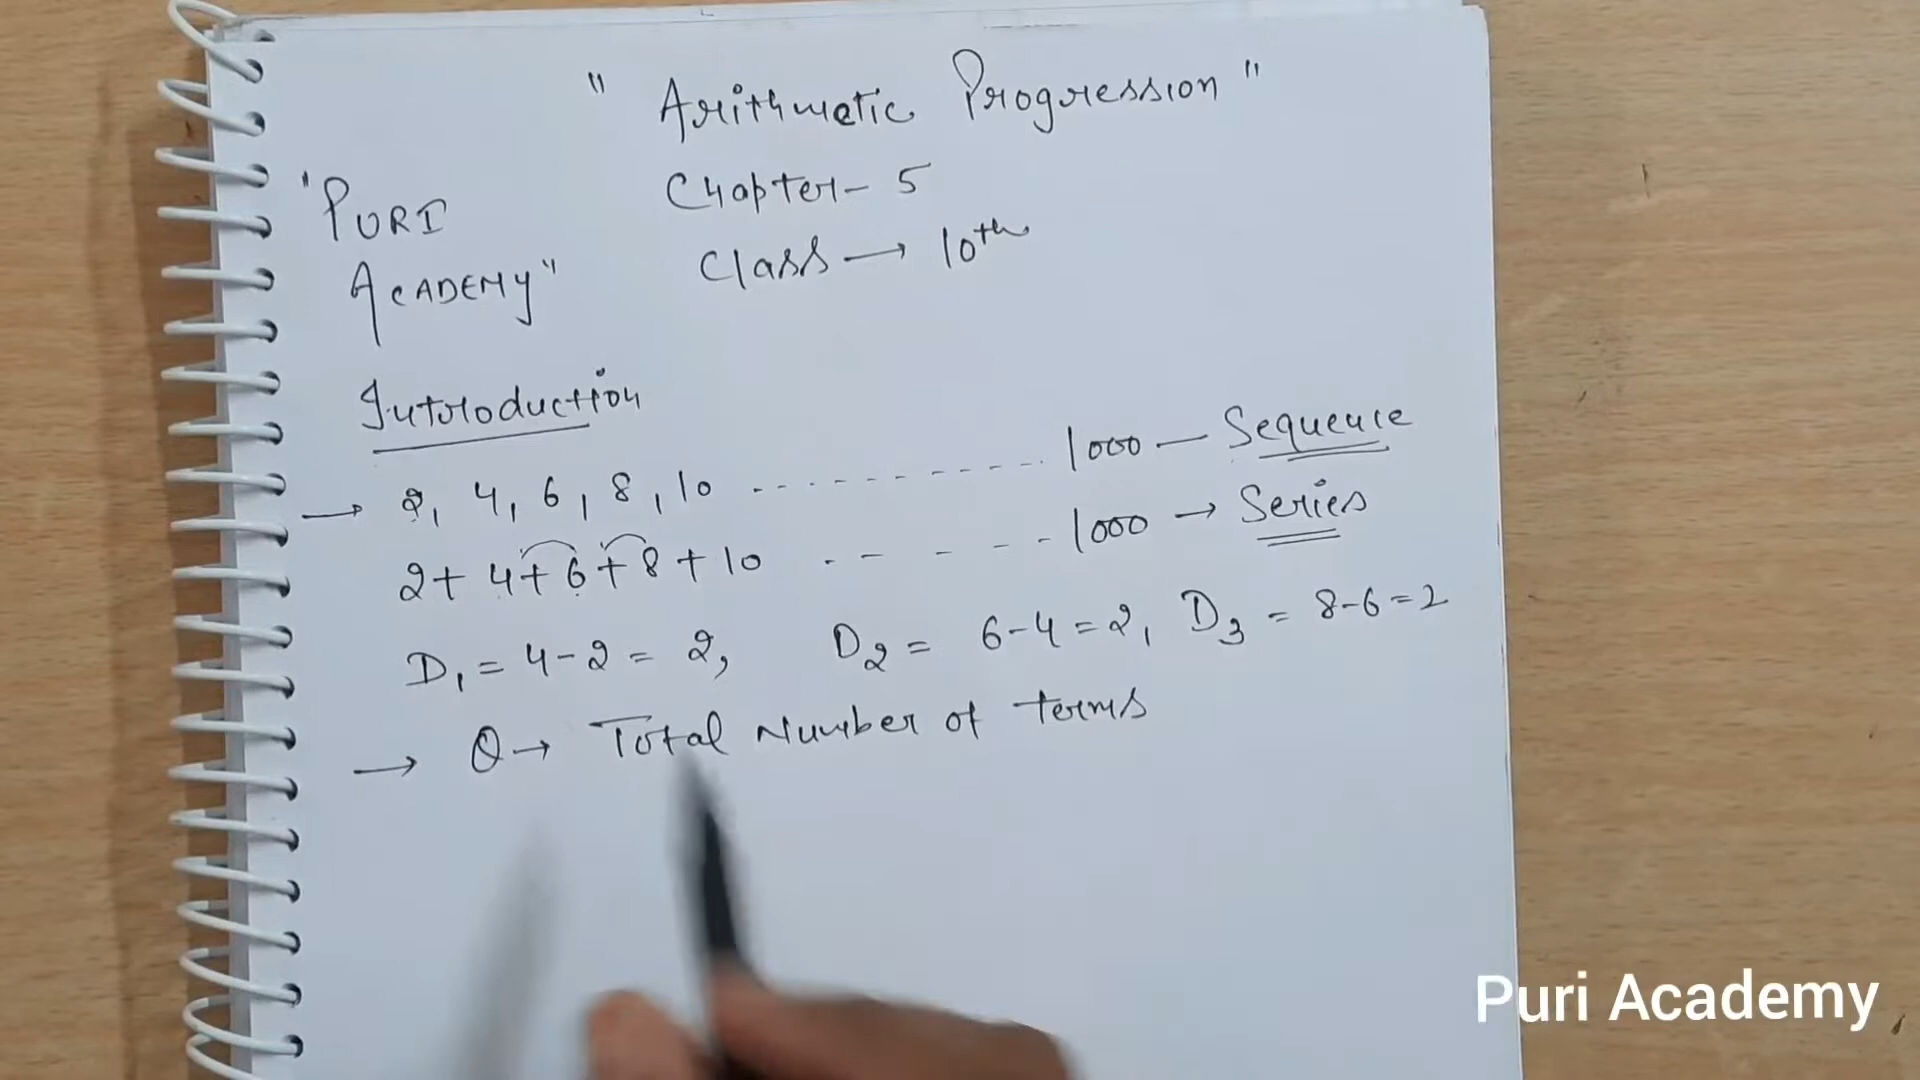 " Arithmetic Progression "
Chapter - 5
Class → 10th
"PURI
ACADEMY"
Introduction
→ 2, 4, 6, 8, 10 ........... 1000 — Sequence
2 + 4 + 6 + 8 + 10 . - - - - - 1000 → Series
D₁ = 4 - 2 = 2, D₂ = 6 - 4 = 2, D₃ = 8 - 6 = 2
→ Q → Total Number of terms
Puri Academy